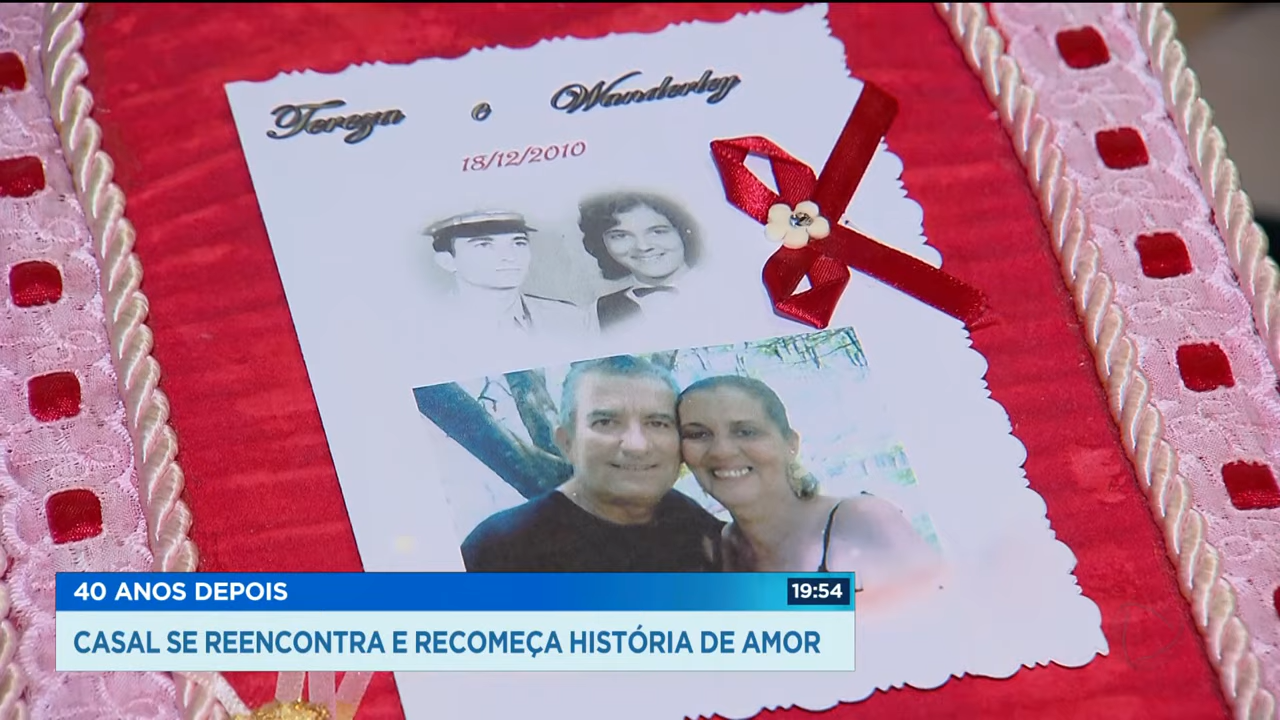 Tereza e Wanderley
18/12/2010
40 ANOS DEPOIS
19:54
CASAL SE REENCONTRA E RECOMEÇA HISTÓRIA DE AMOR